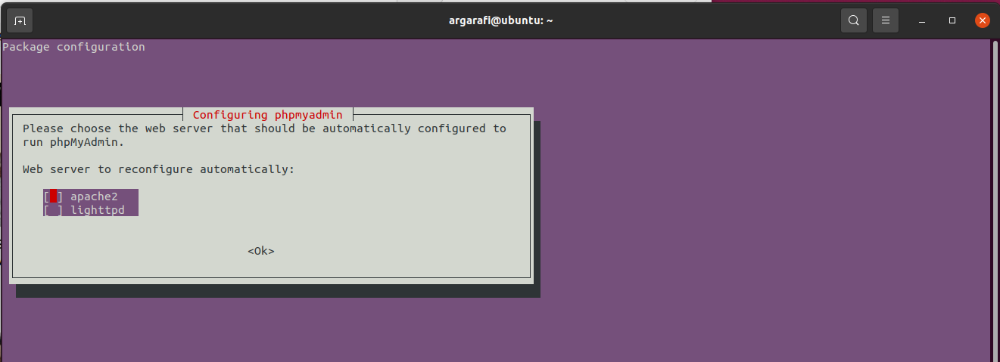 argarafi@ubuntu: ~
Package configuration
Configuring phpmyadmin
Please choose the web server that should be automatically configured to
run phpMyAdmin.
Web server to reconfigure automatically:
[ ] apache2
[ ] lighttpd
<Ok>